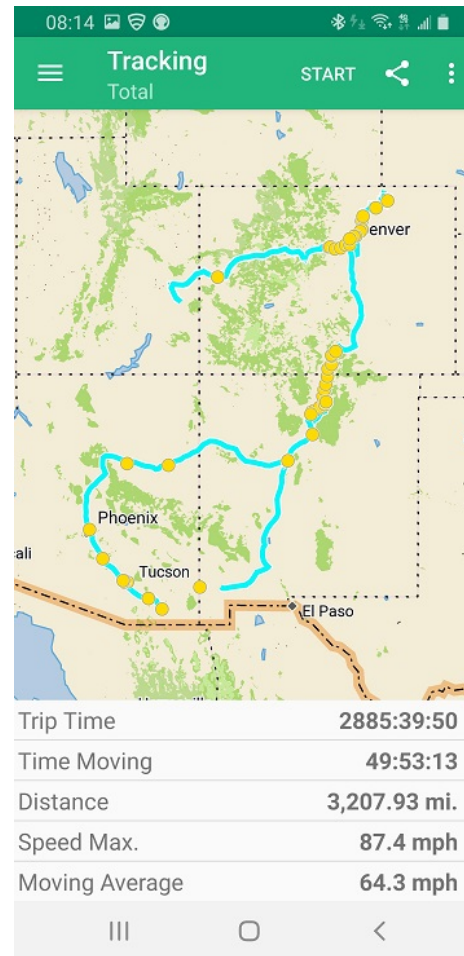 08:14
Tracking
Total
START
enver
Phoenix
ali
Tucson
El Paso
Trip Time 2885:39:50
Time Moving 49:53:13
Distance 3,207.93 mi.
Speed Max. 87.4 mph
Moving Average 64.3 mph